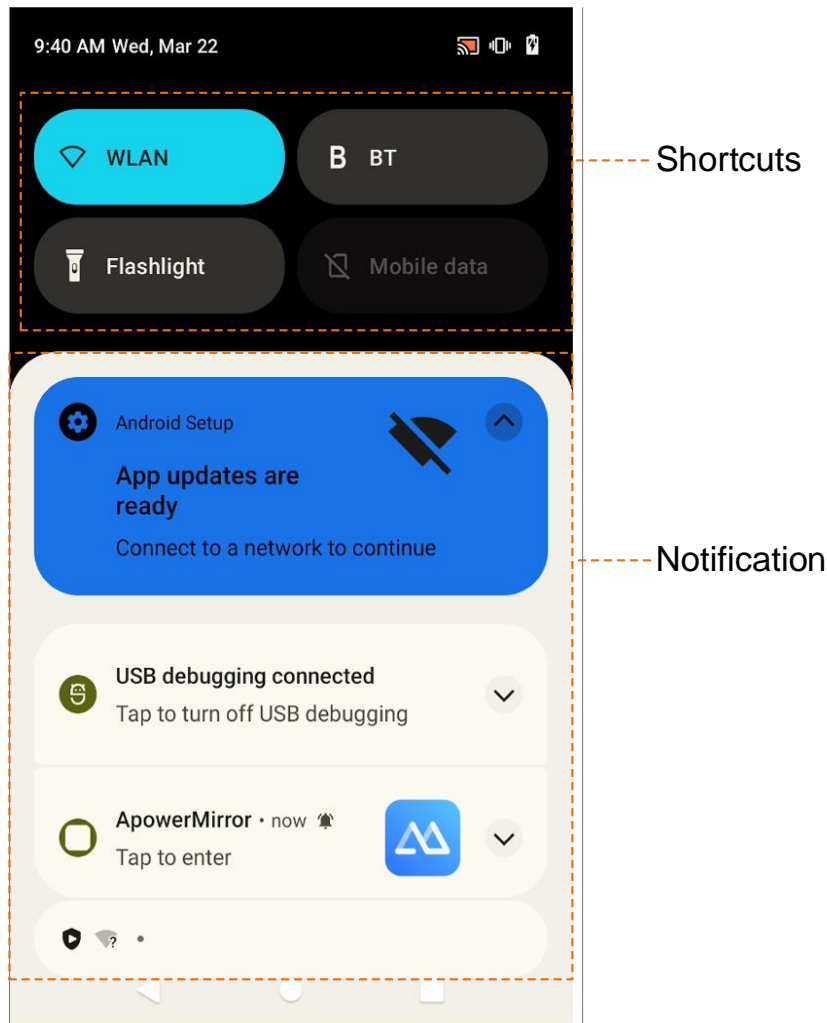 9:40 AM Wed, Mar 22
WLAN
B BT
Shortcuts
Flashlight
Mobile data
Android Setup
App updates are
ready
Connect to a network to continue
Notification
USB debugging connected
Tap to turn off USB debugging
ApowerMirror • now
Tap to enter
?